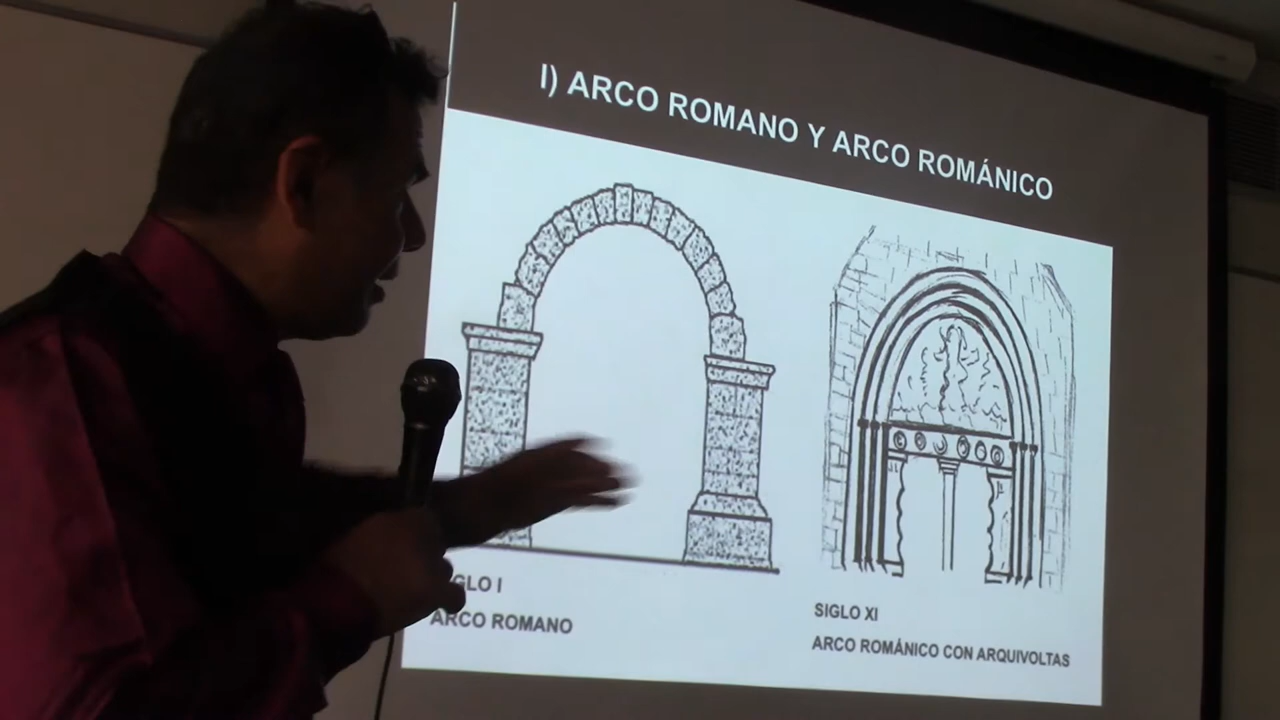 I) ARCO ROMANO Y ARCO ROMÁNICO
GLO I
ARCO ROMANO
SIGLO XI
ARCO ROMÁNICO CON ARQUIVOLTAS